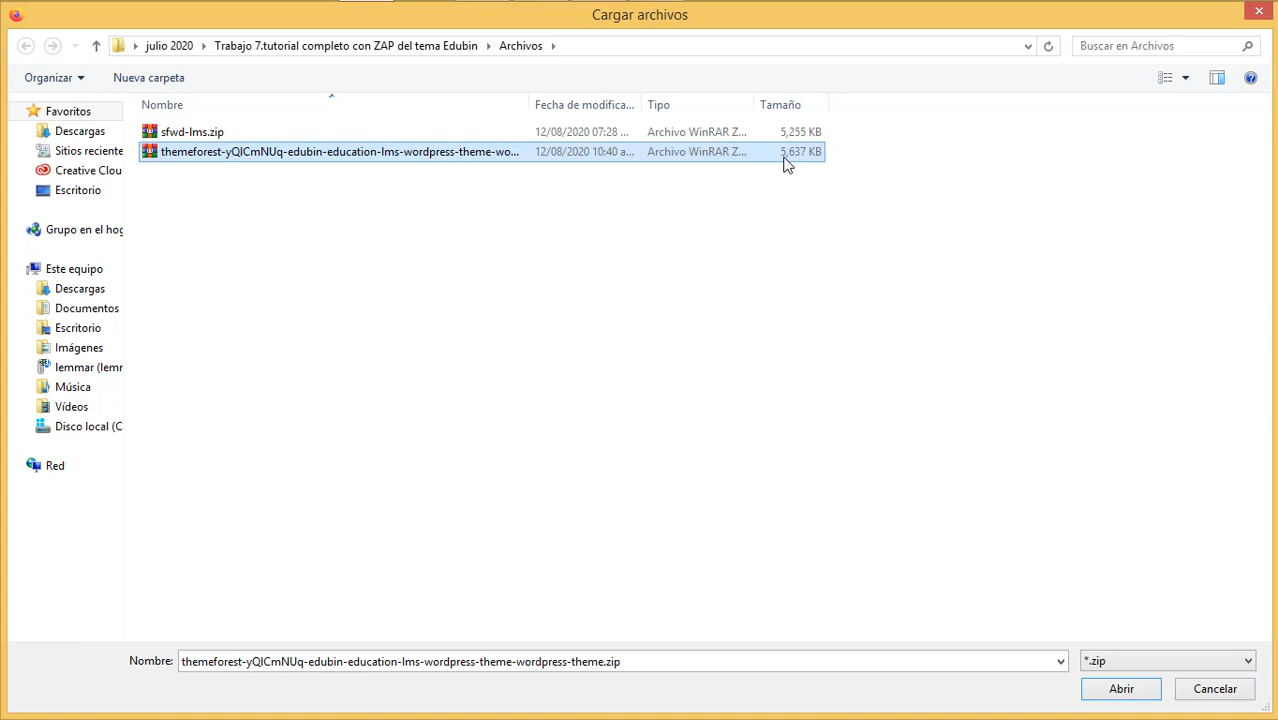 Cargar archivos
julio 2020 Trabajo 7.tutorial completo con ZAP del tema Edubin Archivos
Buscar en Archivos
Organizar Nueva carpeta
Nombre Fecha de modifica... Tipo Tamaño
sfwd-lms.zip 12/08/2020 07:28 ... Archivo WinRAR Z... 5,255 KB
themeforest-yQICmNUq-edubin-education-lms-wordpress-theme-wo... 12/08/2020 10:40 a... Archivo WinRAR Z... 5,637 KB
Favoritos
Descargas
Sitios reciente
Creative Clou
Escritorio
Grupo en el hog
Este equipo
Descargas
Documentos
Escritorio
Imágenes
lemmar (lemr
Música
Vídeos
Disco local (C
Red
Nombre: themeforest-yQICmNUq-edubin-education-lms-wordpress-theme-wordpress-theme.zip *.zip
Abrir Cancelar